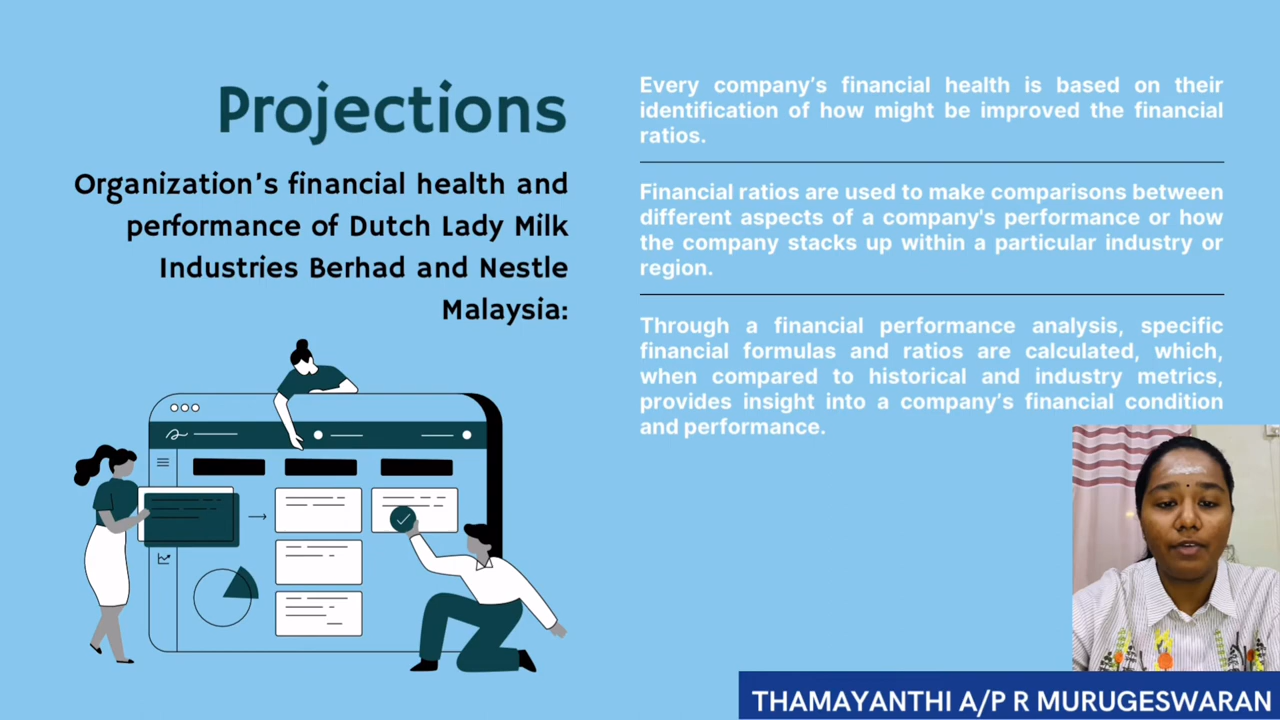 Projections
Organization's financial health and
performance of Dutch Lady Milk
Industries Berhad and Nestle
Malaysia:
Every company's financial health is based on their
identification of how might be improved the financial
ratios.
Financial ratios are used to make comparisons between
different aspects of a company's performance or how
the company stacks up within a particular industry or
region.
Through a financial performance analysis, specific
financial formulas and ratios are calculated, which,
when compared to historical and industry metrics,
provides insight into a company's financial condition
and performance.
THAMAYANTHI A/P R MURUGESWARAN